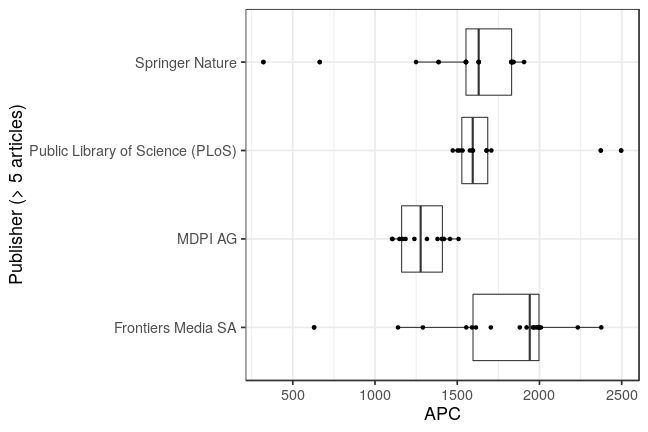 Publisher (> 5 articles)
Springer Nature
Public Library of Science (PLoS)
MDPI AG
Frontiers Media SA
500 1000 1500 2000 2500
APC